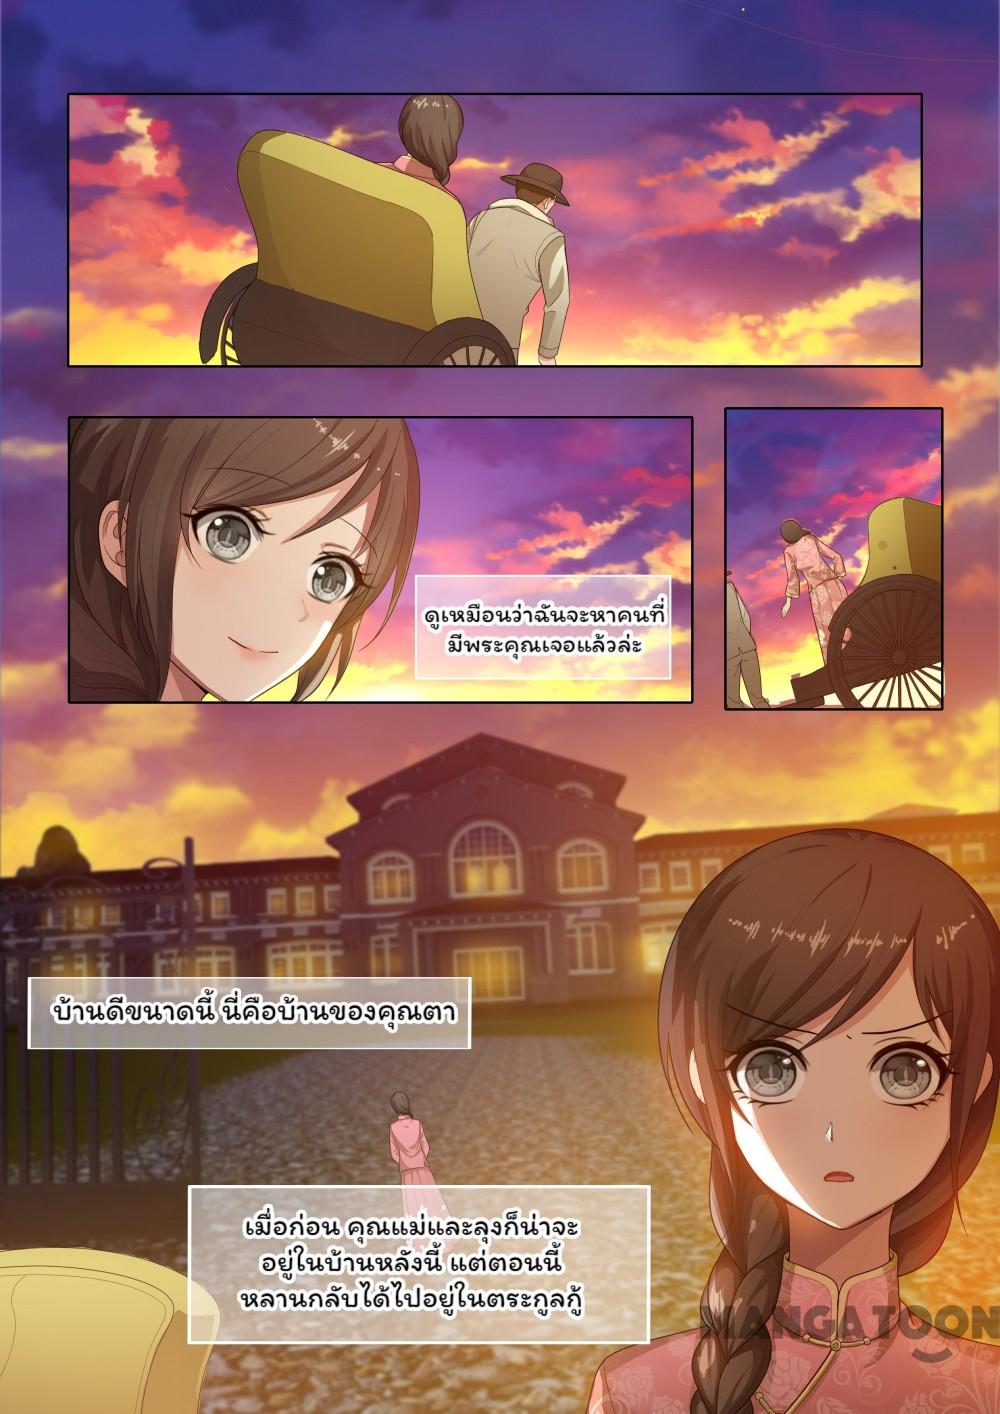 ดูเหมือนว่าฉันจะหาคนที่
มีพระคุณเจอแล้วล่ะ
บ้านดีขนาดนี้ นี่คือบ้านของคุณตา
เมื่อก่อน คุณแม่และลุงก็น่าจะ
อยู่ในบ้านหลังนี้ แต่ตอนนี้
หลานกลับได้ไปอยู่ในตระกูลกู้
MANGATOON